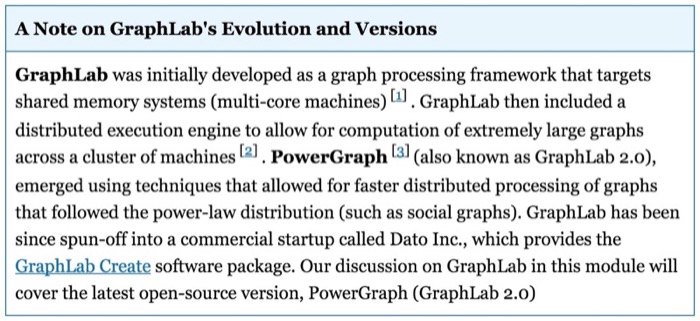 A Note on GraphLab's Evolution and Versions
GraphLab was initially developed as a graph processing framework that targets
shared memory systems (multi-core machines) [1] . GraphLab then included a
distributed execution engine to allow for computation of extremely large graphs
across a cluster of machines [2] . PowerGraph [3] (also known as GraphLab 2.0),
emerged using techniques that allowed for faster distributed processing of graphs
that followed the power-law distribution (such as social graphs). GraphLab has been
since spun-off into a commercial startup called Dato Inc., which provides the
GraphLab Create software package. Our discussion on GraphLab in this module will
cover the latest open-source version, PowerGraph (GraphLab 2.0)